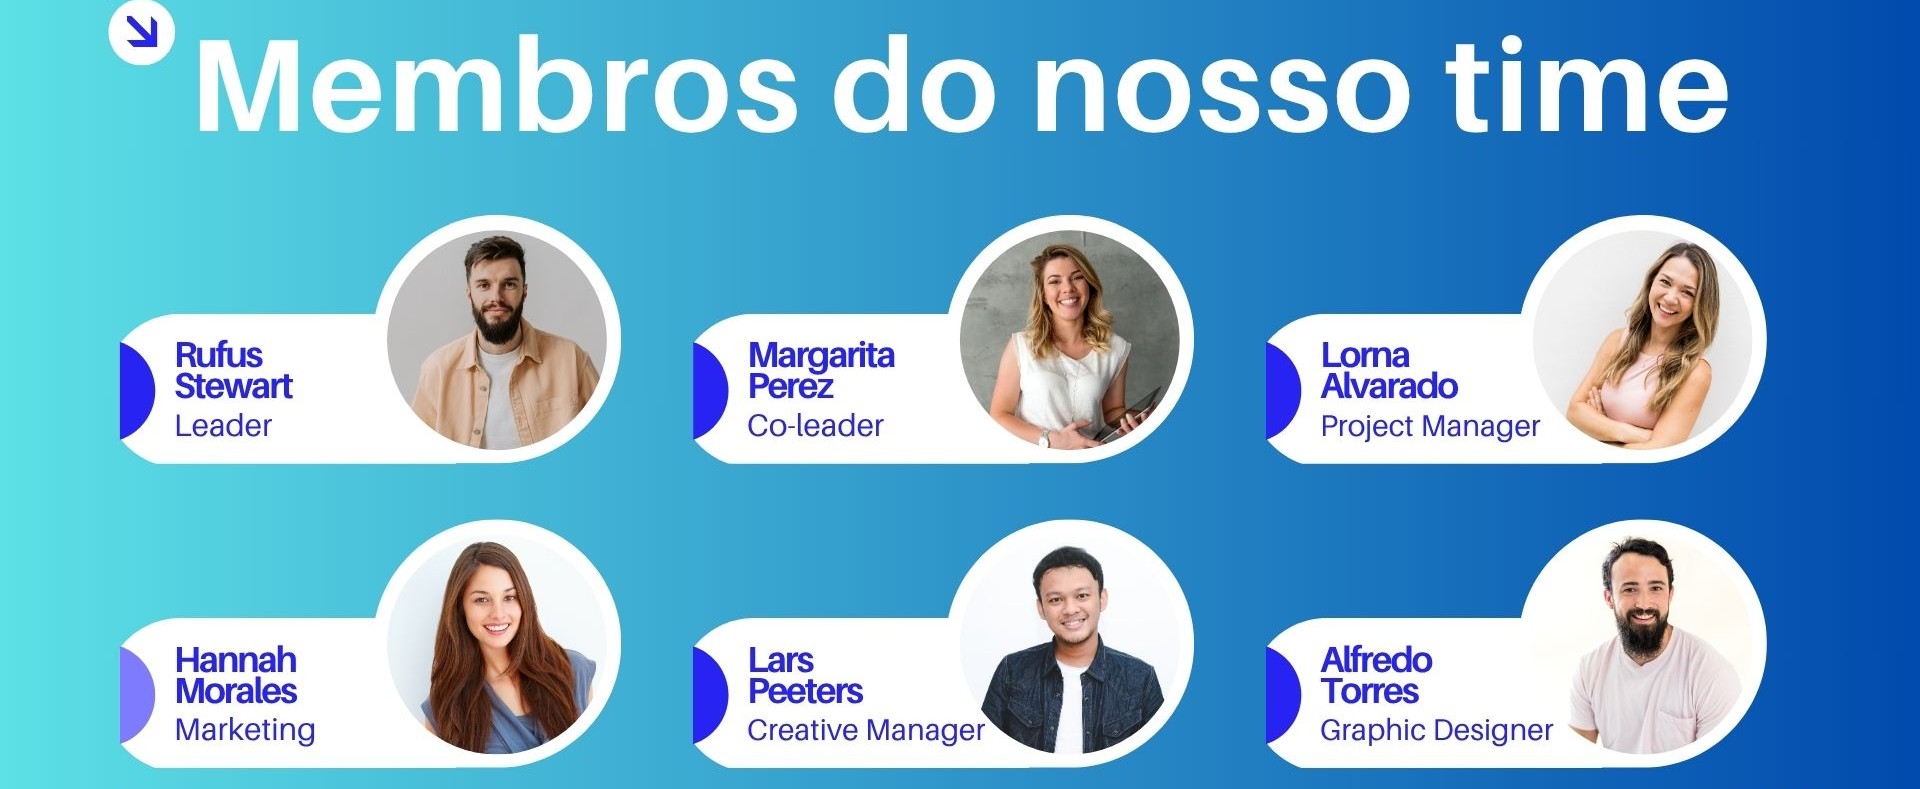 Membros do nosso time
Rufus
Stewart
Leader
Margarita
Perez
Co-leader
Lorna
Alvarado
Project Manager
Hannah
Morales
Marketing
Lars
Peeters
Creative Manager
Alfredo
Torres
Graphic Designer